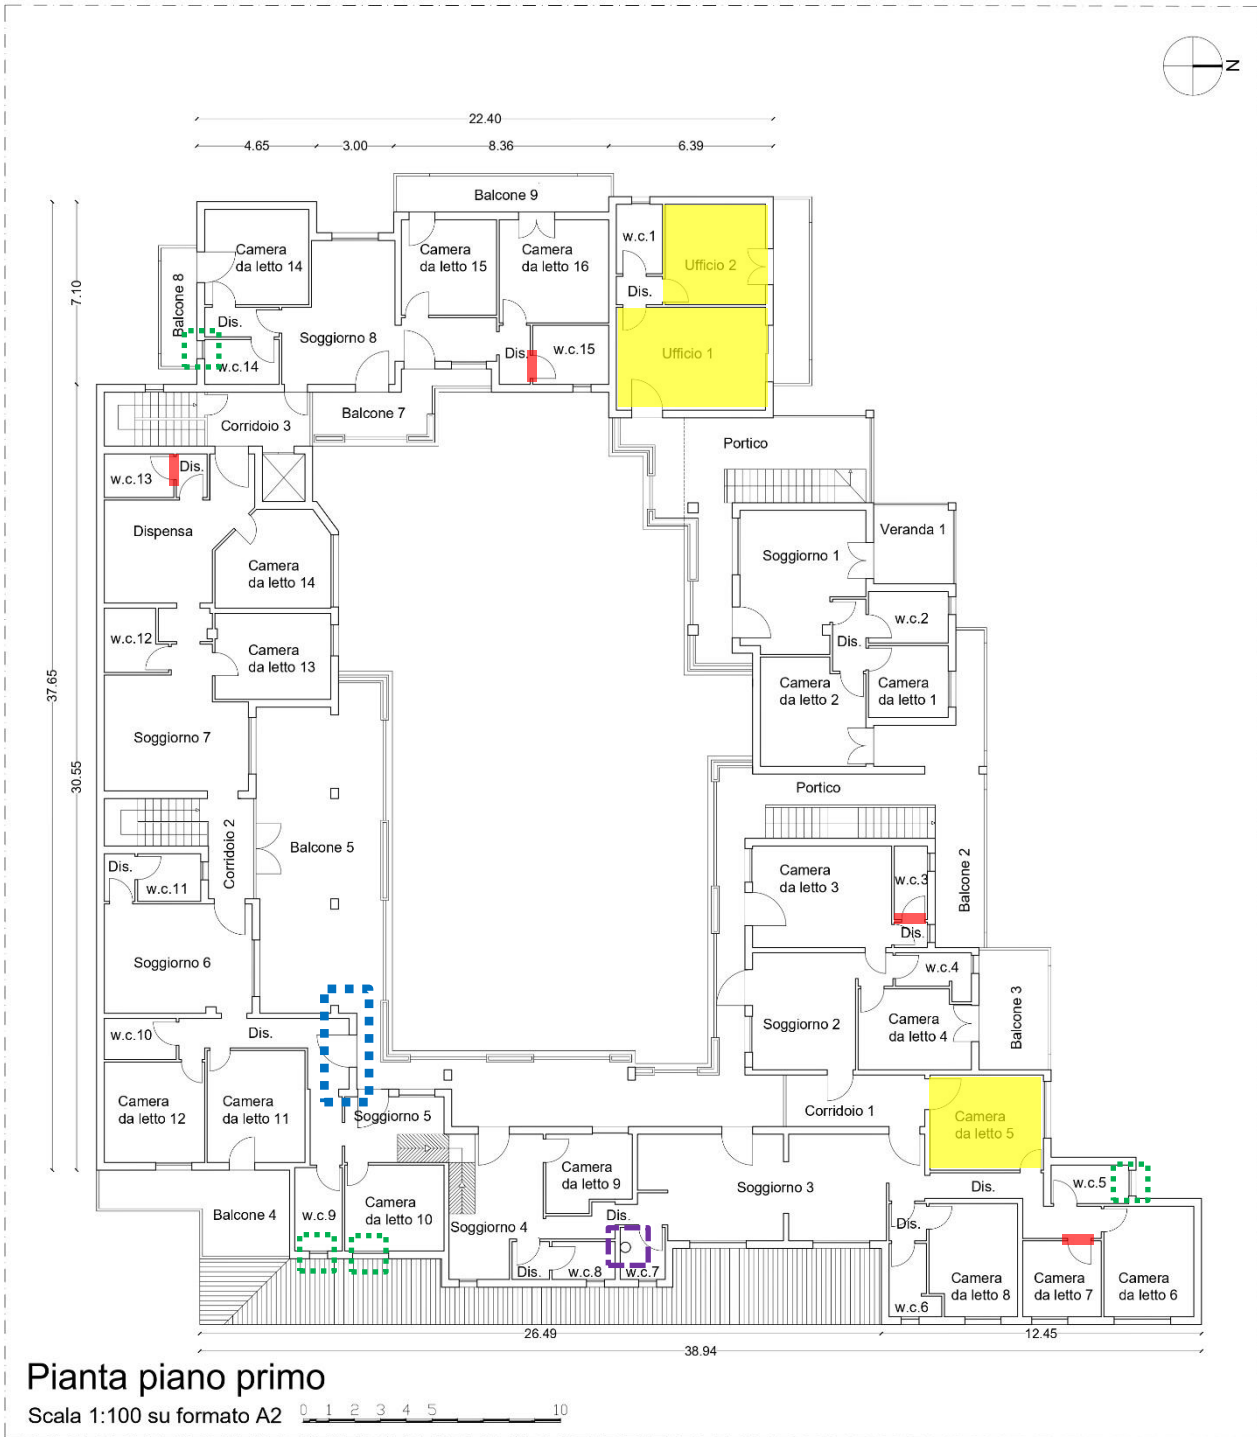 N
22.40
4.65
3.00
8.36
6.39
Balcone 9
Camera
da letto 14
Camera
da letto 15
Camera
da letto 16
w.c.1
Ufficio 2
Dis.
Balcone 8
7.10
Dis.
Soggiorno 8
w.c.14
Dis.
w.c.15
Ufficio 1
Balcone 7
Corridoio 3
Portico
w.c.13
Dis.
Dispensa
Camera
da letto 14
Soggiorno 1
Veranda 1
w.c.2
w.c.12
Camera
da letto 13
Dis.
Camera
da letto 2
Camera
da letto 1
37.65
30.55
Soggiorno 7
Portico
Corridoio 2
Balcone 5
Dis.
w.c.11
Camera
da letto 3
w.c.3
Balcone 2
Dis.
Soggiorno 6
w.c.4
Balcone 3
Soggiorno 2
Camera
da letto 4
w.c.10
Dis.
Camera
da letto 12
Camera
da letto 11
Soggiorno 5
Corridoio 1
Camera
da letto 5
Camera
da letto 9
Soggiorno 3
Dis.
w.c.5
Balcone 4
w.c.9
Camera
da letto 10
Soggiorno 4
Dis.
Dis.
Dis.
w.c.8
w.c.7
Camera
da letto 8
Camera
da letto 7
Camera
da letto 6
w.c.6
26.49
12.45
38.94
Pianta piano primo
Scala 1:100 su formato A2
0 1 2 3 4 5 10